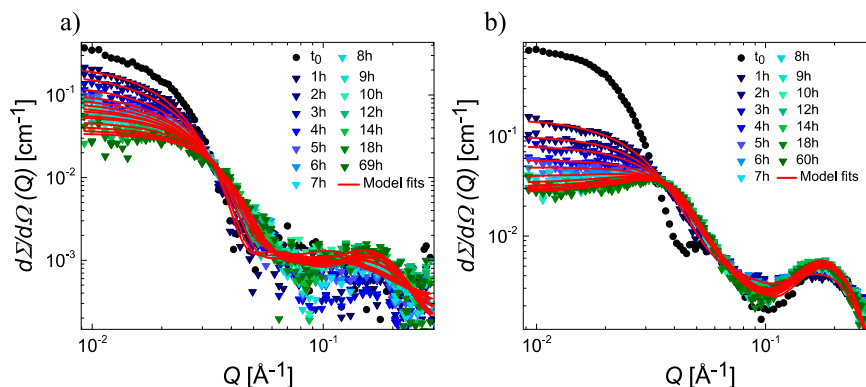 a)
dΣ/dΩ (Q) [cm⁻¹]
10⁻¹
10⁻²
10⁻³
t₀
1h
2h
3h
4h
5h
6h
7h
8h
9h
10h
12h
14h
18h
69h
Model fits
10⁻²
10⁻¹
Q [Å⁻¹]
b)
dΣ/dΩ (Q) [cm⁻¹]
10⁻¹
10⁻²
t₀
1h
2h
3h
4h
5h
6h
7h
8h
9h
10h
12h
14h
18h
60h
Model fits
10⁻²
10⁻¹
Q [Å⁻¹]